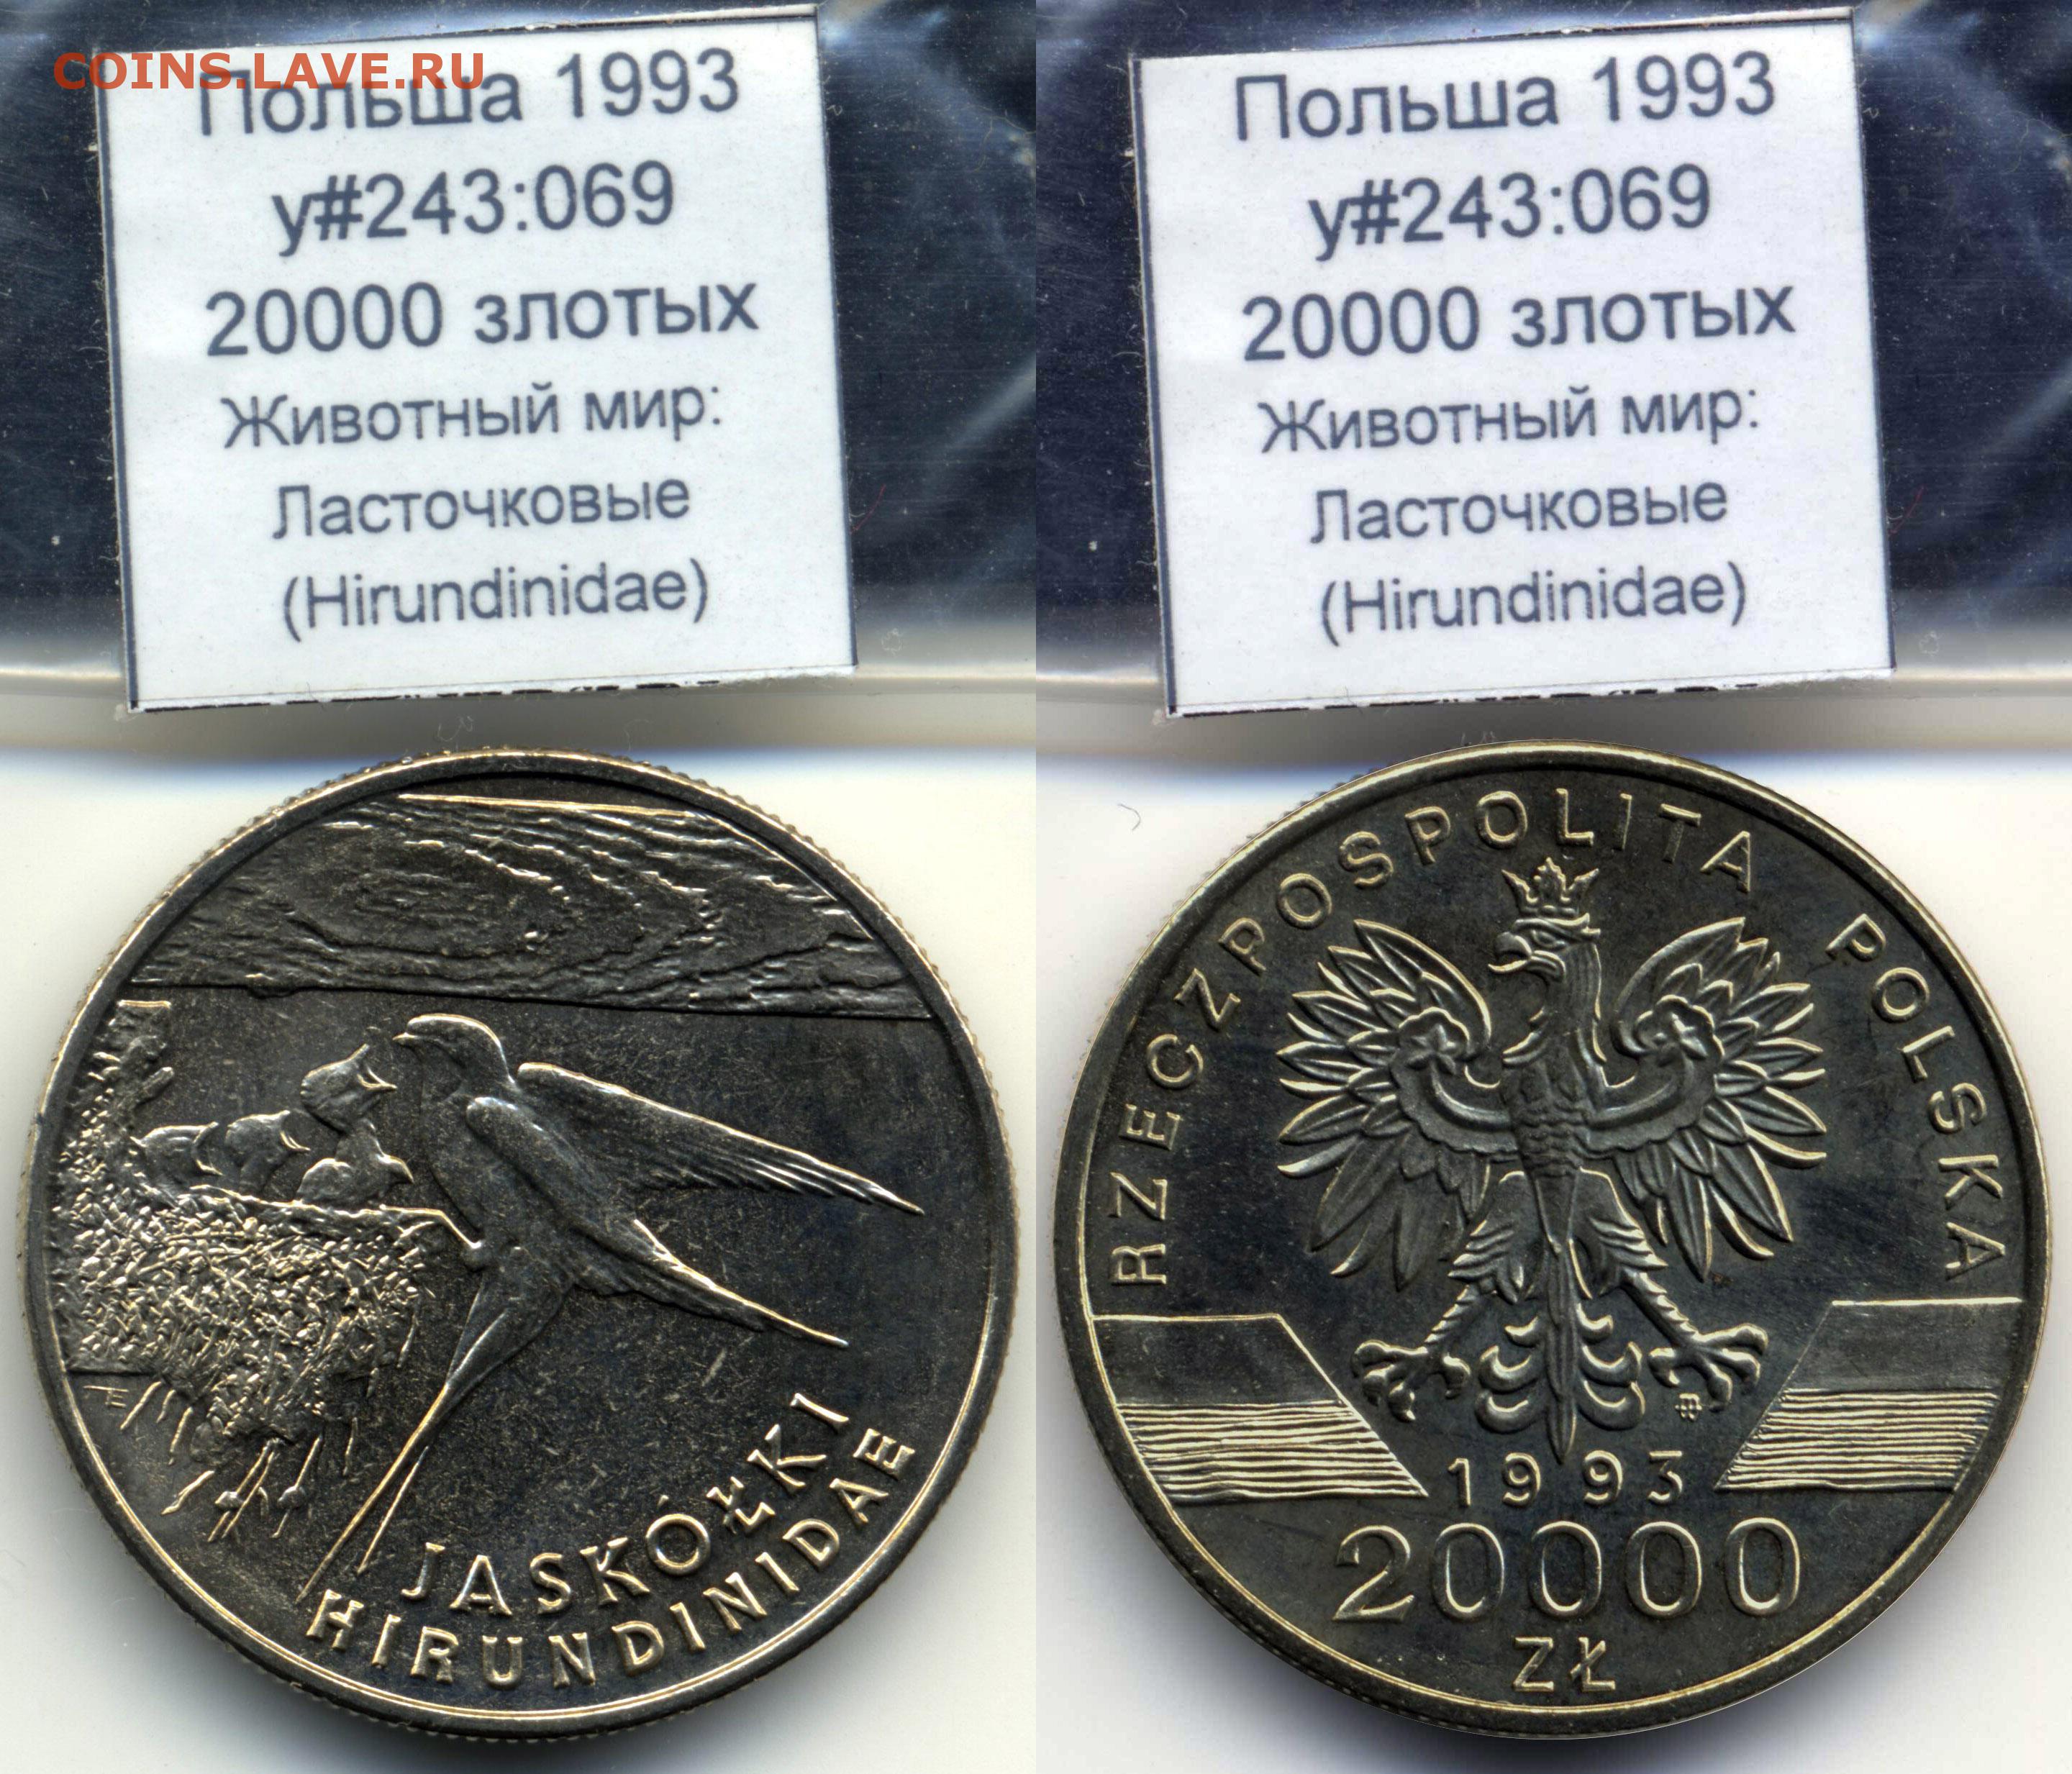 COINS.LAVE.RU
Польша 1993
y#243:069
20000 злотых
Животный мир:
Ласточковые
(Hirundinidae)
JASKÓŁKI
HIRUNDINIDAE
Польша 1993
y#243:069
20000 злотых
Животный мир:
Ласточковые
(Hirundinidae)
RZECZPOSPOLITA POLSKA
1993
20000
ZŁ